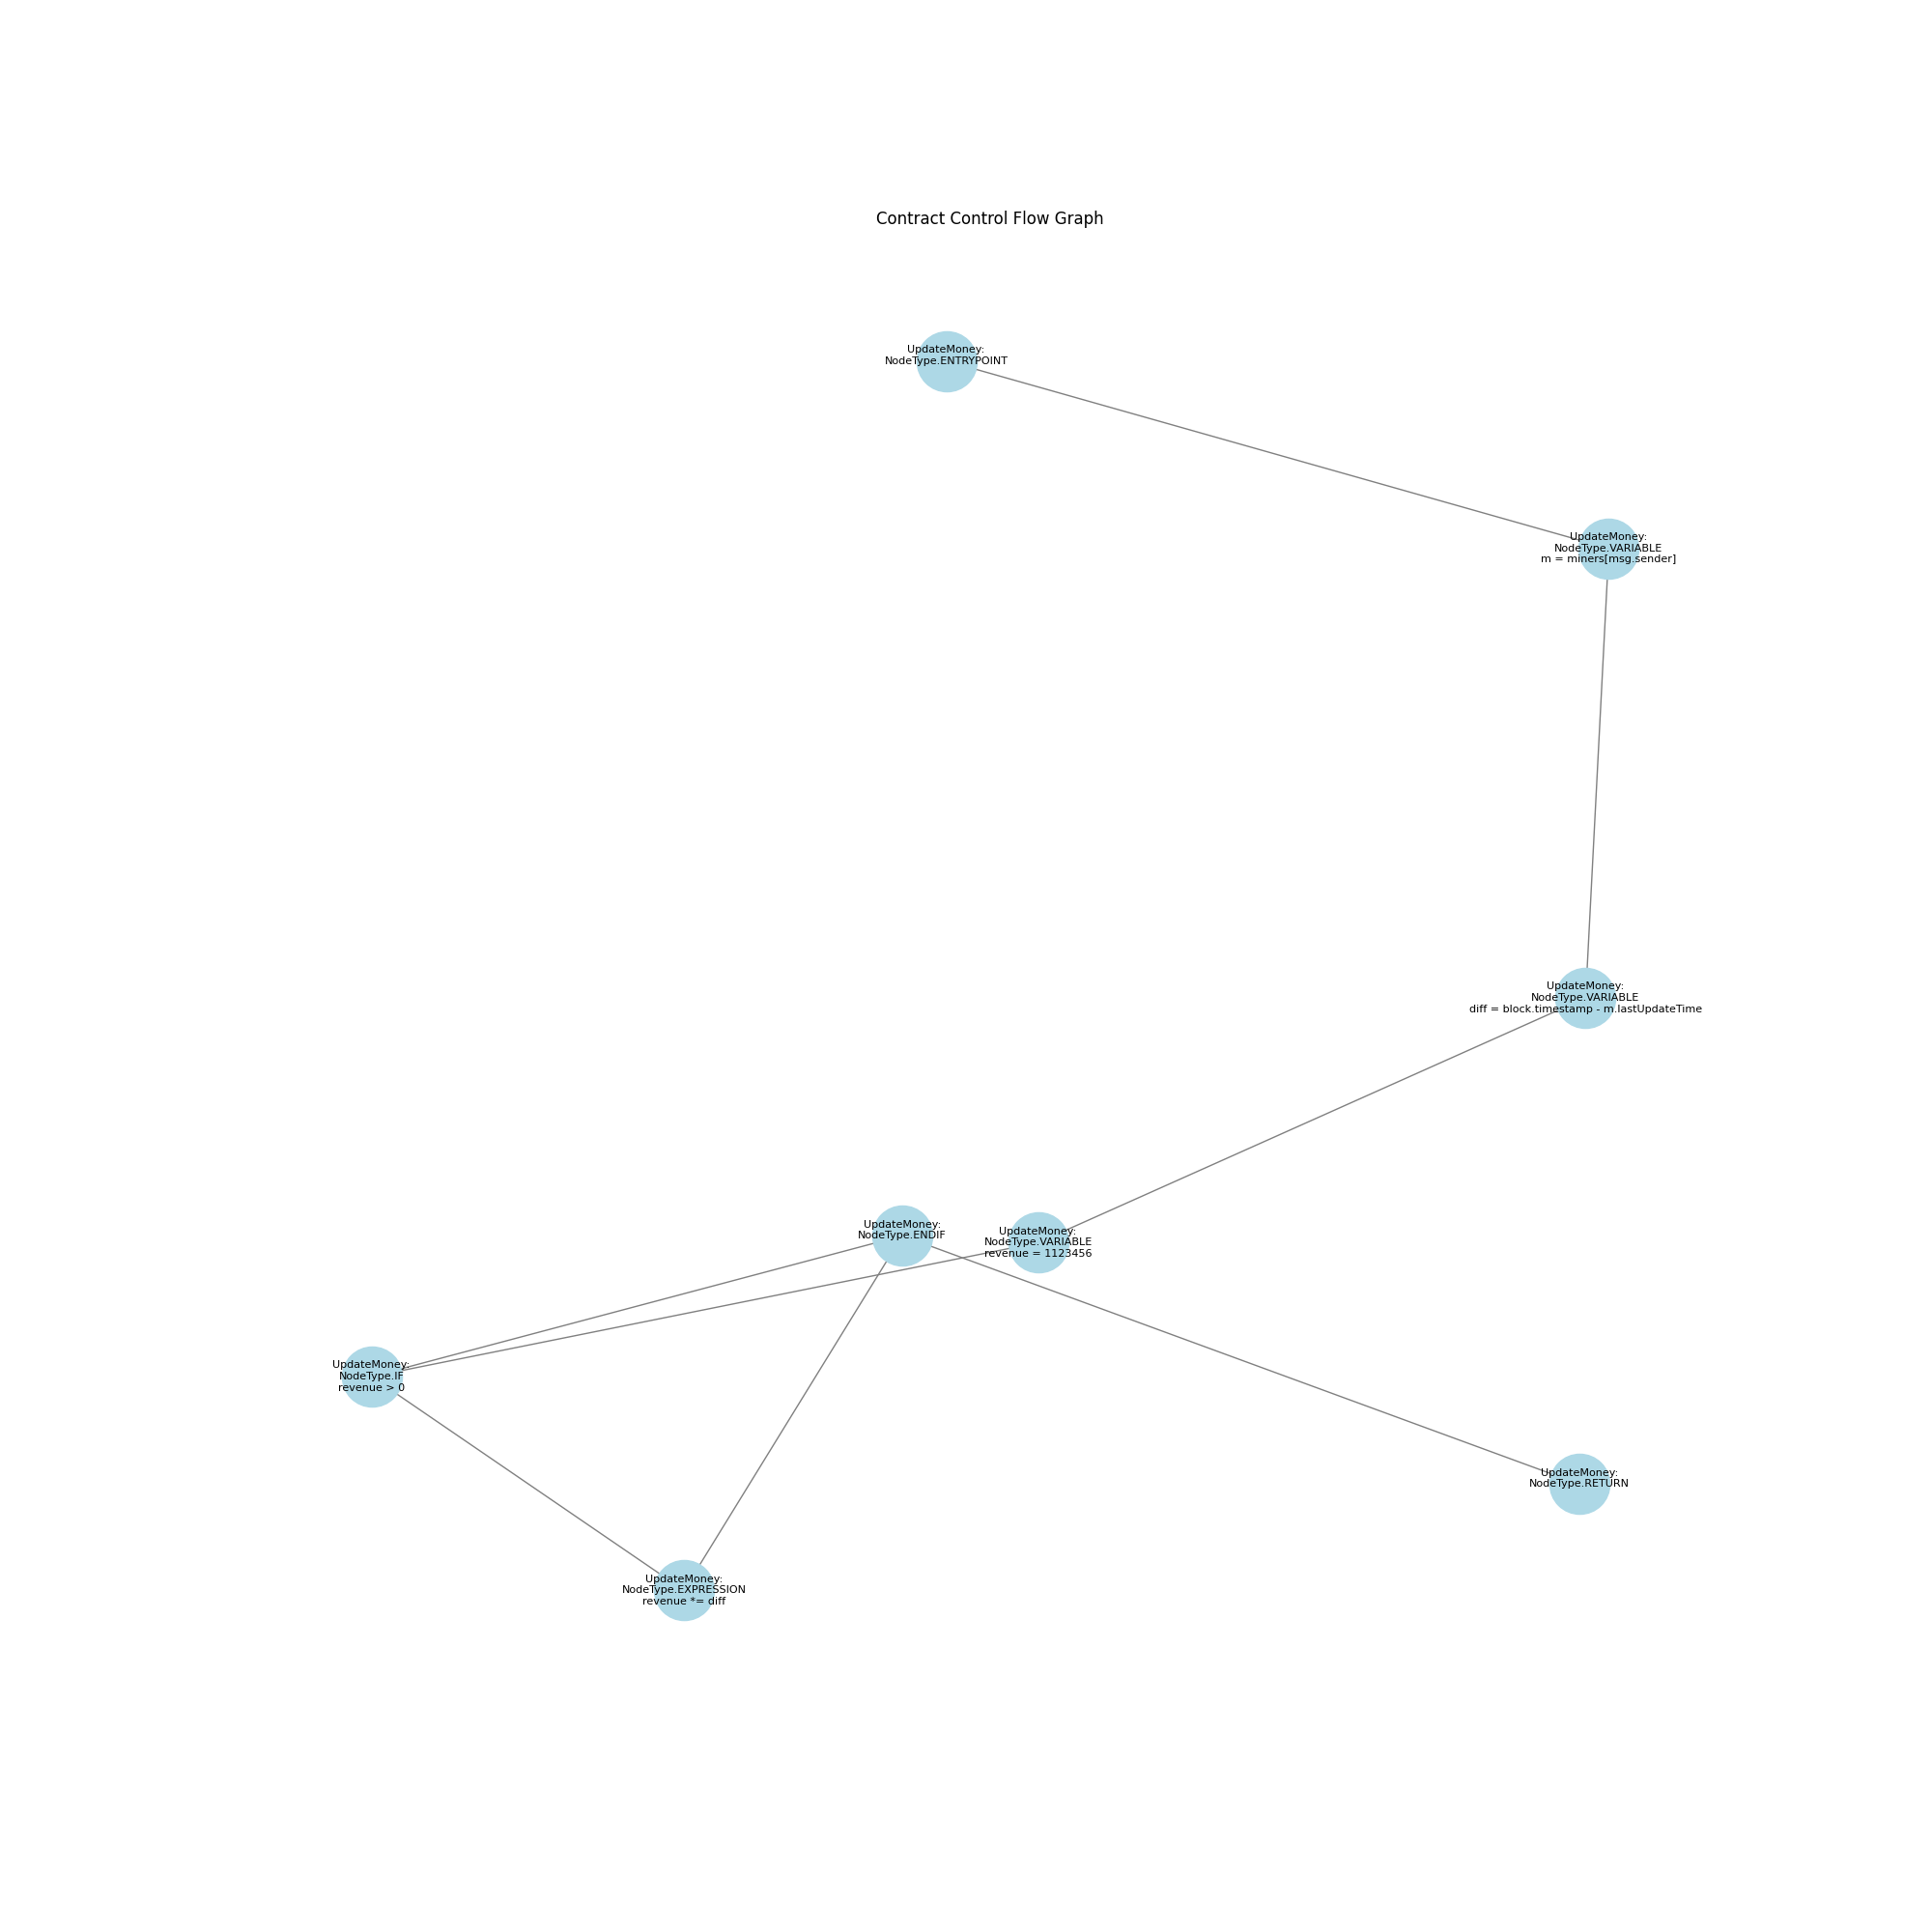 Contract Control Flow Graph
UpdateMoney:
NodeType.ENTRYPOINT
UpdateMoney:
NodeType.VARIABLE
m = miners[msg.sender]
UpdateMoney:
NodeType.VARIABLE
diff = block.timestamp - m.lastUpdateTime
UpdateMoney:
NodeType.ENDIF
UpdateMoney:
NodeType.VARIABLE
revenue = 1123456
UpdateMoney:
NodeType.IF
revenue > 0
UpdateMoney:
NodeType.RETURN
UpdateMoney:
NodeType.EXPRESSION
revenue *= diff